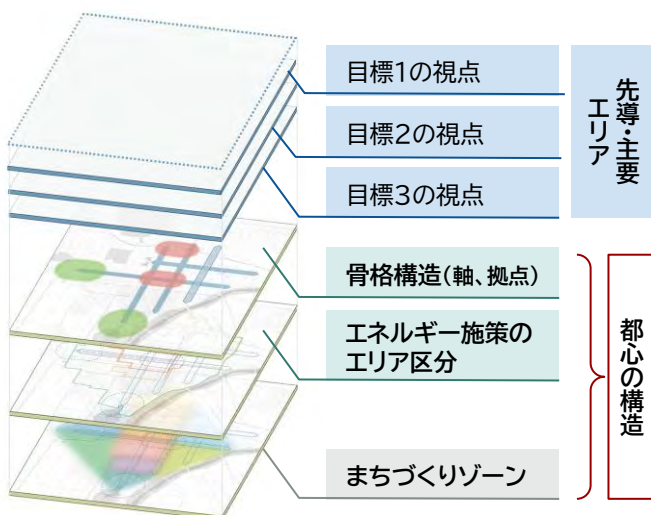 目標1の視点
目標2の視点
目標3の視点
先導・主要
エリア
骨格構造(軸、拠点)
エネルギー施策の
エリア区分
まちづくりゾーン
都心の構造